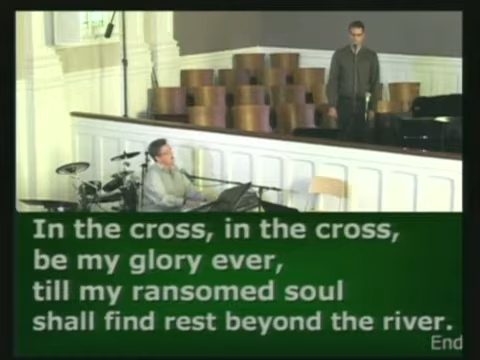 In the cross, in the cross,
be my glory ever,
till my ransomed soul
shall find rest beyond the river.
End